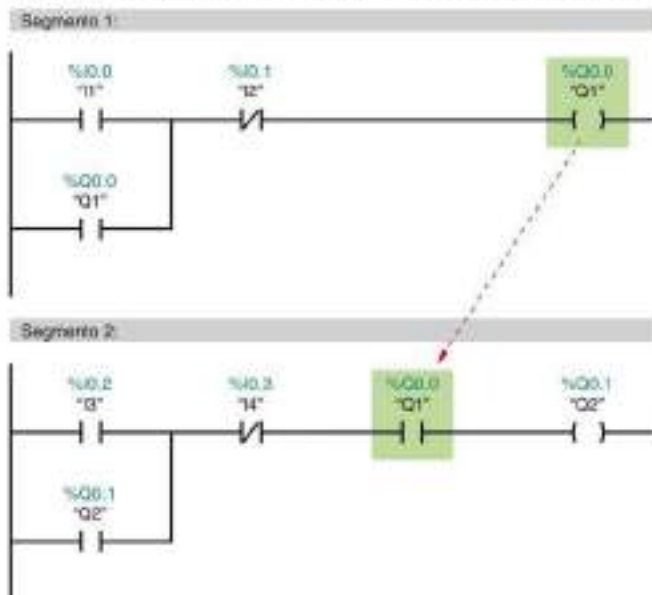 Segmento 1:
%I0.0 %I0.1 %Q0.0
"I1" "I2" "Q1"
%Q0.0
"Q1"
Segmento 2:
%I0.2 %I0.3 %Q0.0 %Q0.1
"I3" "I4" "Q1" "Q2"
%Q0.1
"Q2"